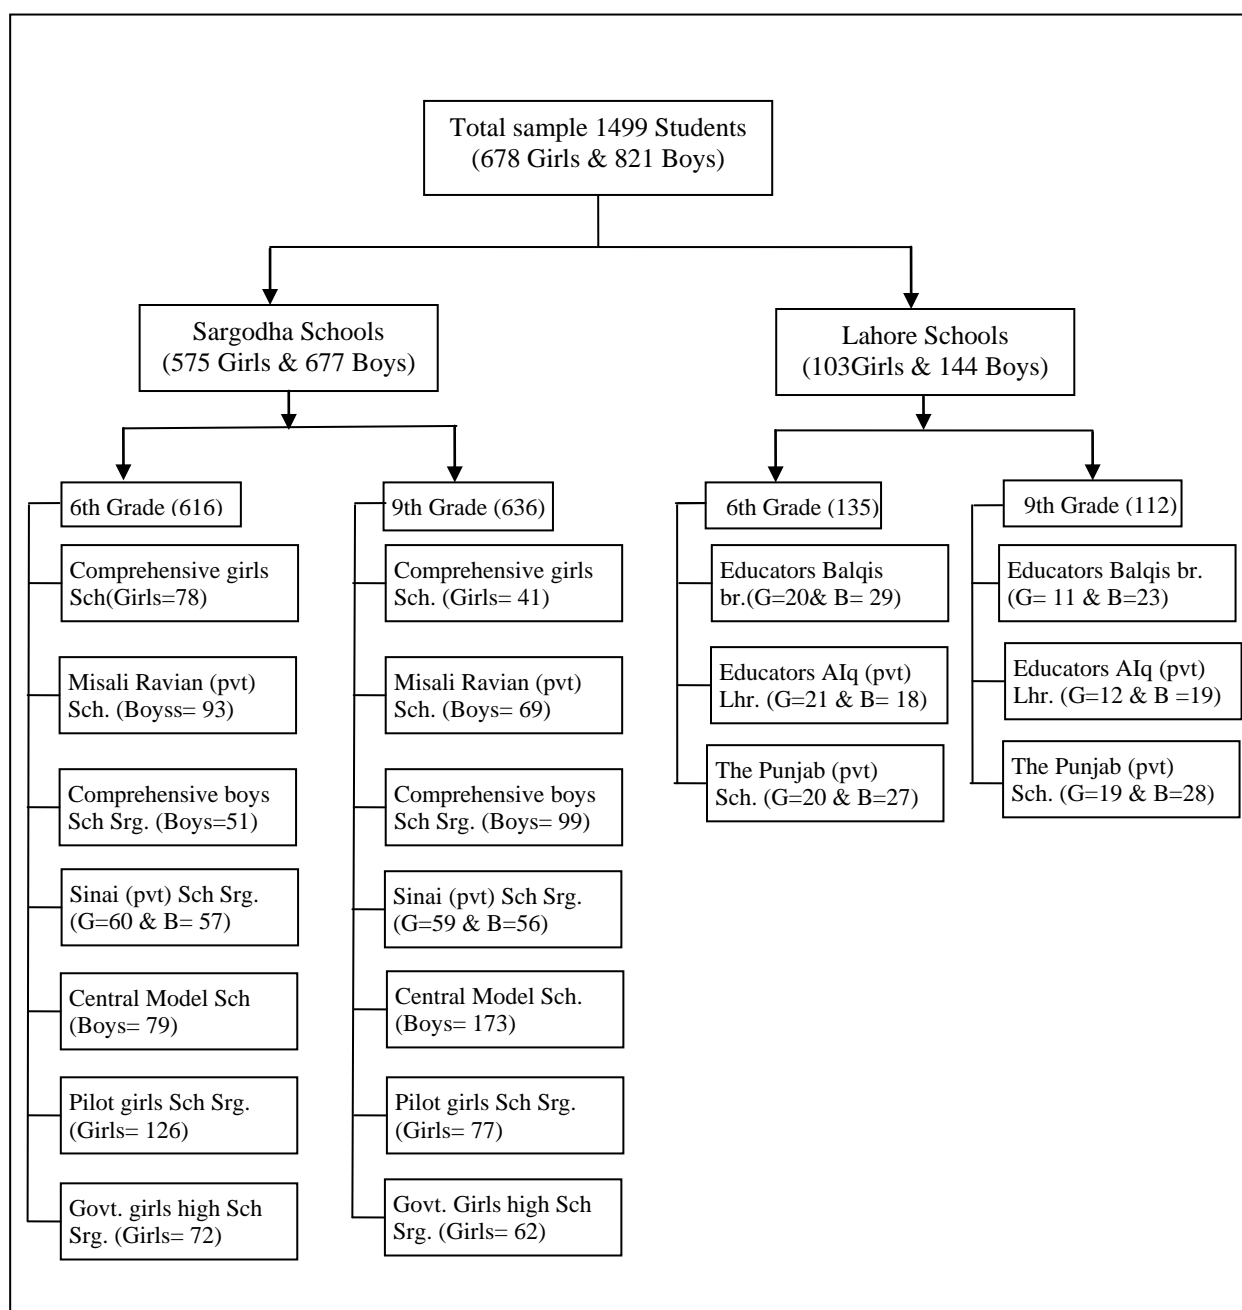 Total sample 1499 Students
(678 Girls & 821 Boys)
Sargodha Schools
(575 Girls & 677 Boys)
Lahore Schools
(103Girls & 144 Boys)
6th Grade (616)
Comprehensive girls
Sch(Girls=78)
Misali Ravian (pvt)
Sch. (Boyss= 93)
Comprehensive boys
Sch Srg. (Boys=51)
Sinai (pvt) Sch Srg.
(G=60 & B= 57)
Central Model Sch
(Boys= 79)
Pilot girls Sch Srg.
(Girls= 126)
Govt. girls high Sch
Srg. (Girls= 72)
9th Grade (636)
Comprehensive girls
Sch. (Girls= 41)
Misali Ravian (pvt)
Sch. (Boys= 69)
Comprehensive boys
Sch Srg. (Boys= 99)
Sinai (pvt) Sch Srg.
(G=59 & B=56)
Central Model Sch.
(Boys= 173)
Pilot girls Sch Srg.
(Girls= 77)
Govt. Girls high Sch
Srg. (Girls= 62)
6th Grade (135)
Educators Balqis
br.(G=20& B= 29)
Educators AIq (pvt)
Lhr. (G=21 & B= 18)
The Punjab (pvt)
Sch. (G=20 & B=27)
9th Grade (112)
Educators Balqis br.
(G= 11 & B=23)
Educators AIq (pvt)
Lhr. (G=12 & B =19)
The Punjab (pvt)
Sch. (G=19 & B=28)